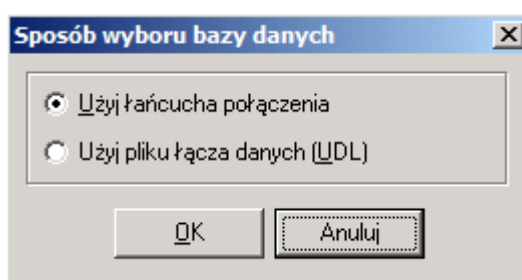 Sposób wyboru bazy danych
Użyj łańcucha połączenia
Użyj pliku łącza danych (UDL)
OK
Anuluj